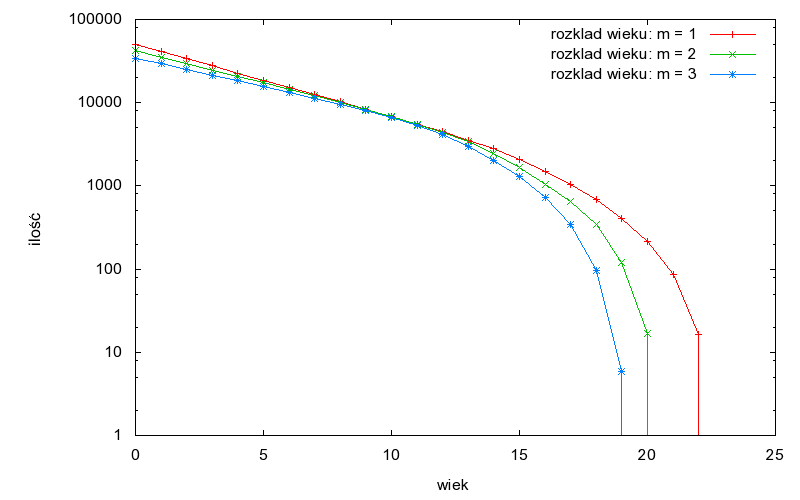 100000
10000
1000
100
10
1
0
5
10
15
20
25
ilość
wiek
rozklad wieku: m = 1
rozklad wieku: m = 2
rozklad wieku: m = 3